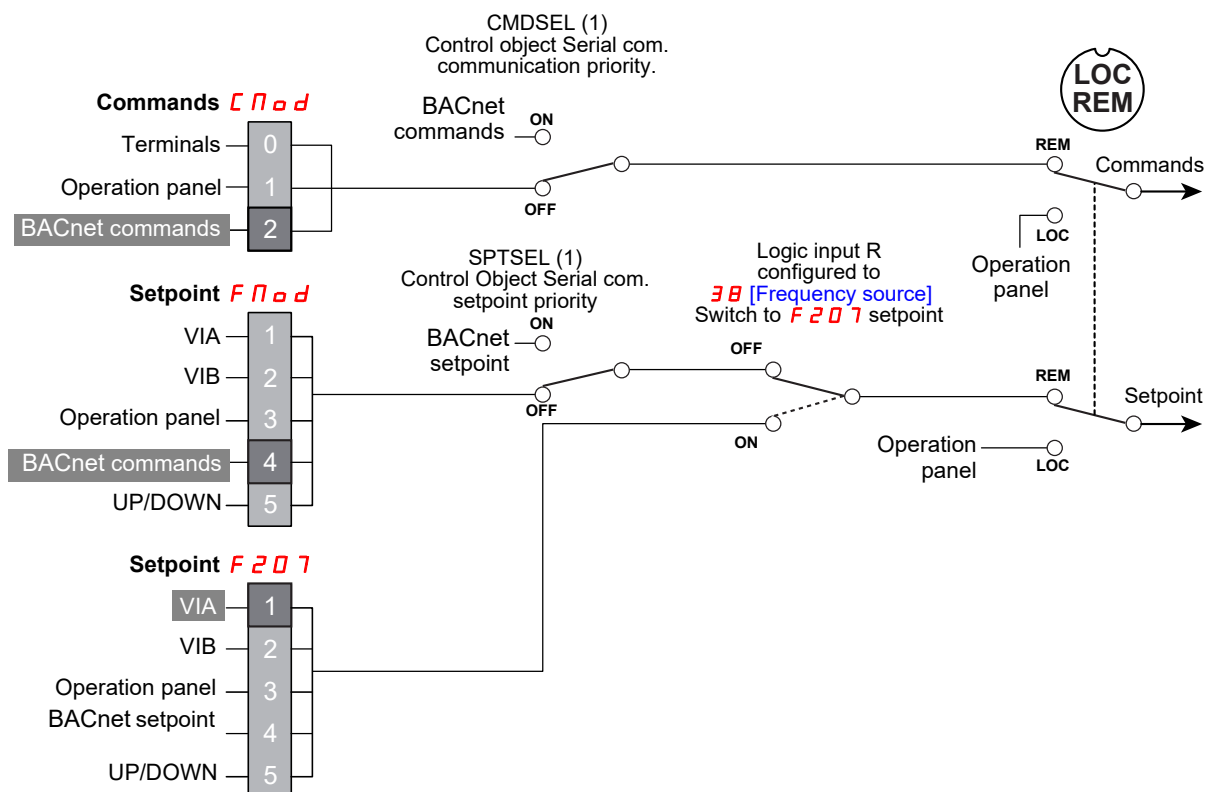 CMDSEL (1)
Control object Serial com.
communication priority.
LOC
REM
Commands CMod
BACnet
commands
ON
Terminals
0
REM
Commands
Operation panel
1
OFF
BACnet commands
2
LOC
Operation
panel
SPTSEL (1)
Control Object Serial com.
setpoint priority
Logic input R
configured to
38 [Frequency source]
Switch to F207 setpoint
Setpoint FMod
ON
BACnet
setpoint
VIA
1
OFF
VIB
2
REM
Setpoint
Operation panel
3
OFF
ON
Operation
panel
LOC
BACnet commands
4
UP/DOWN
5
Setpoint F207
VIA
1
VIB
2
Operation panel
3
BACnet setpoint
4
UP/DOWN
5